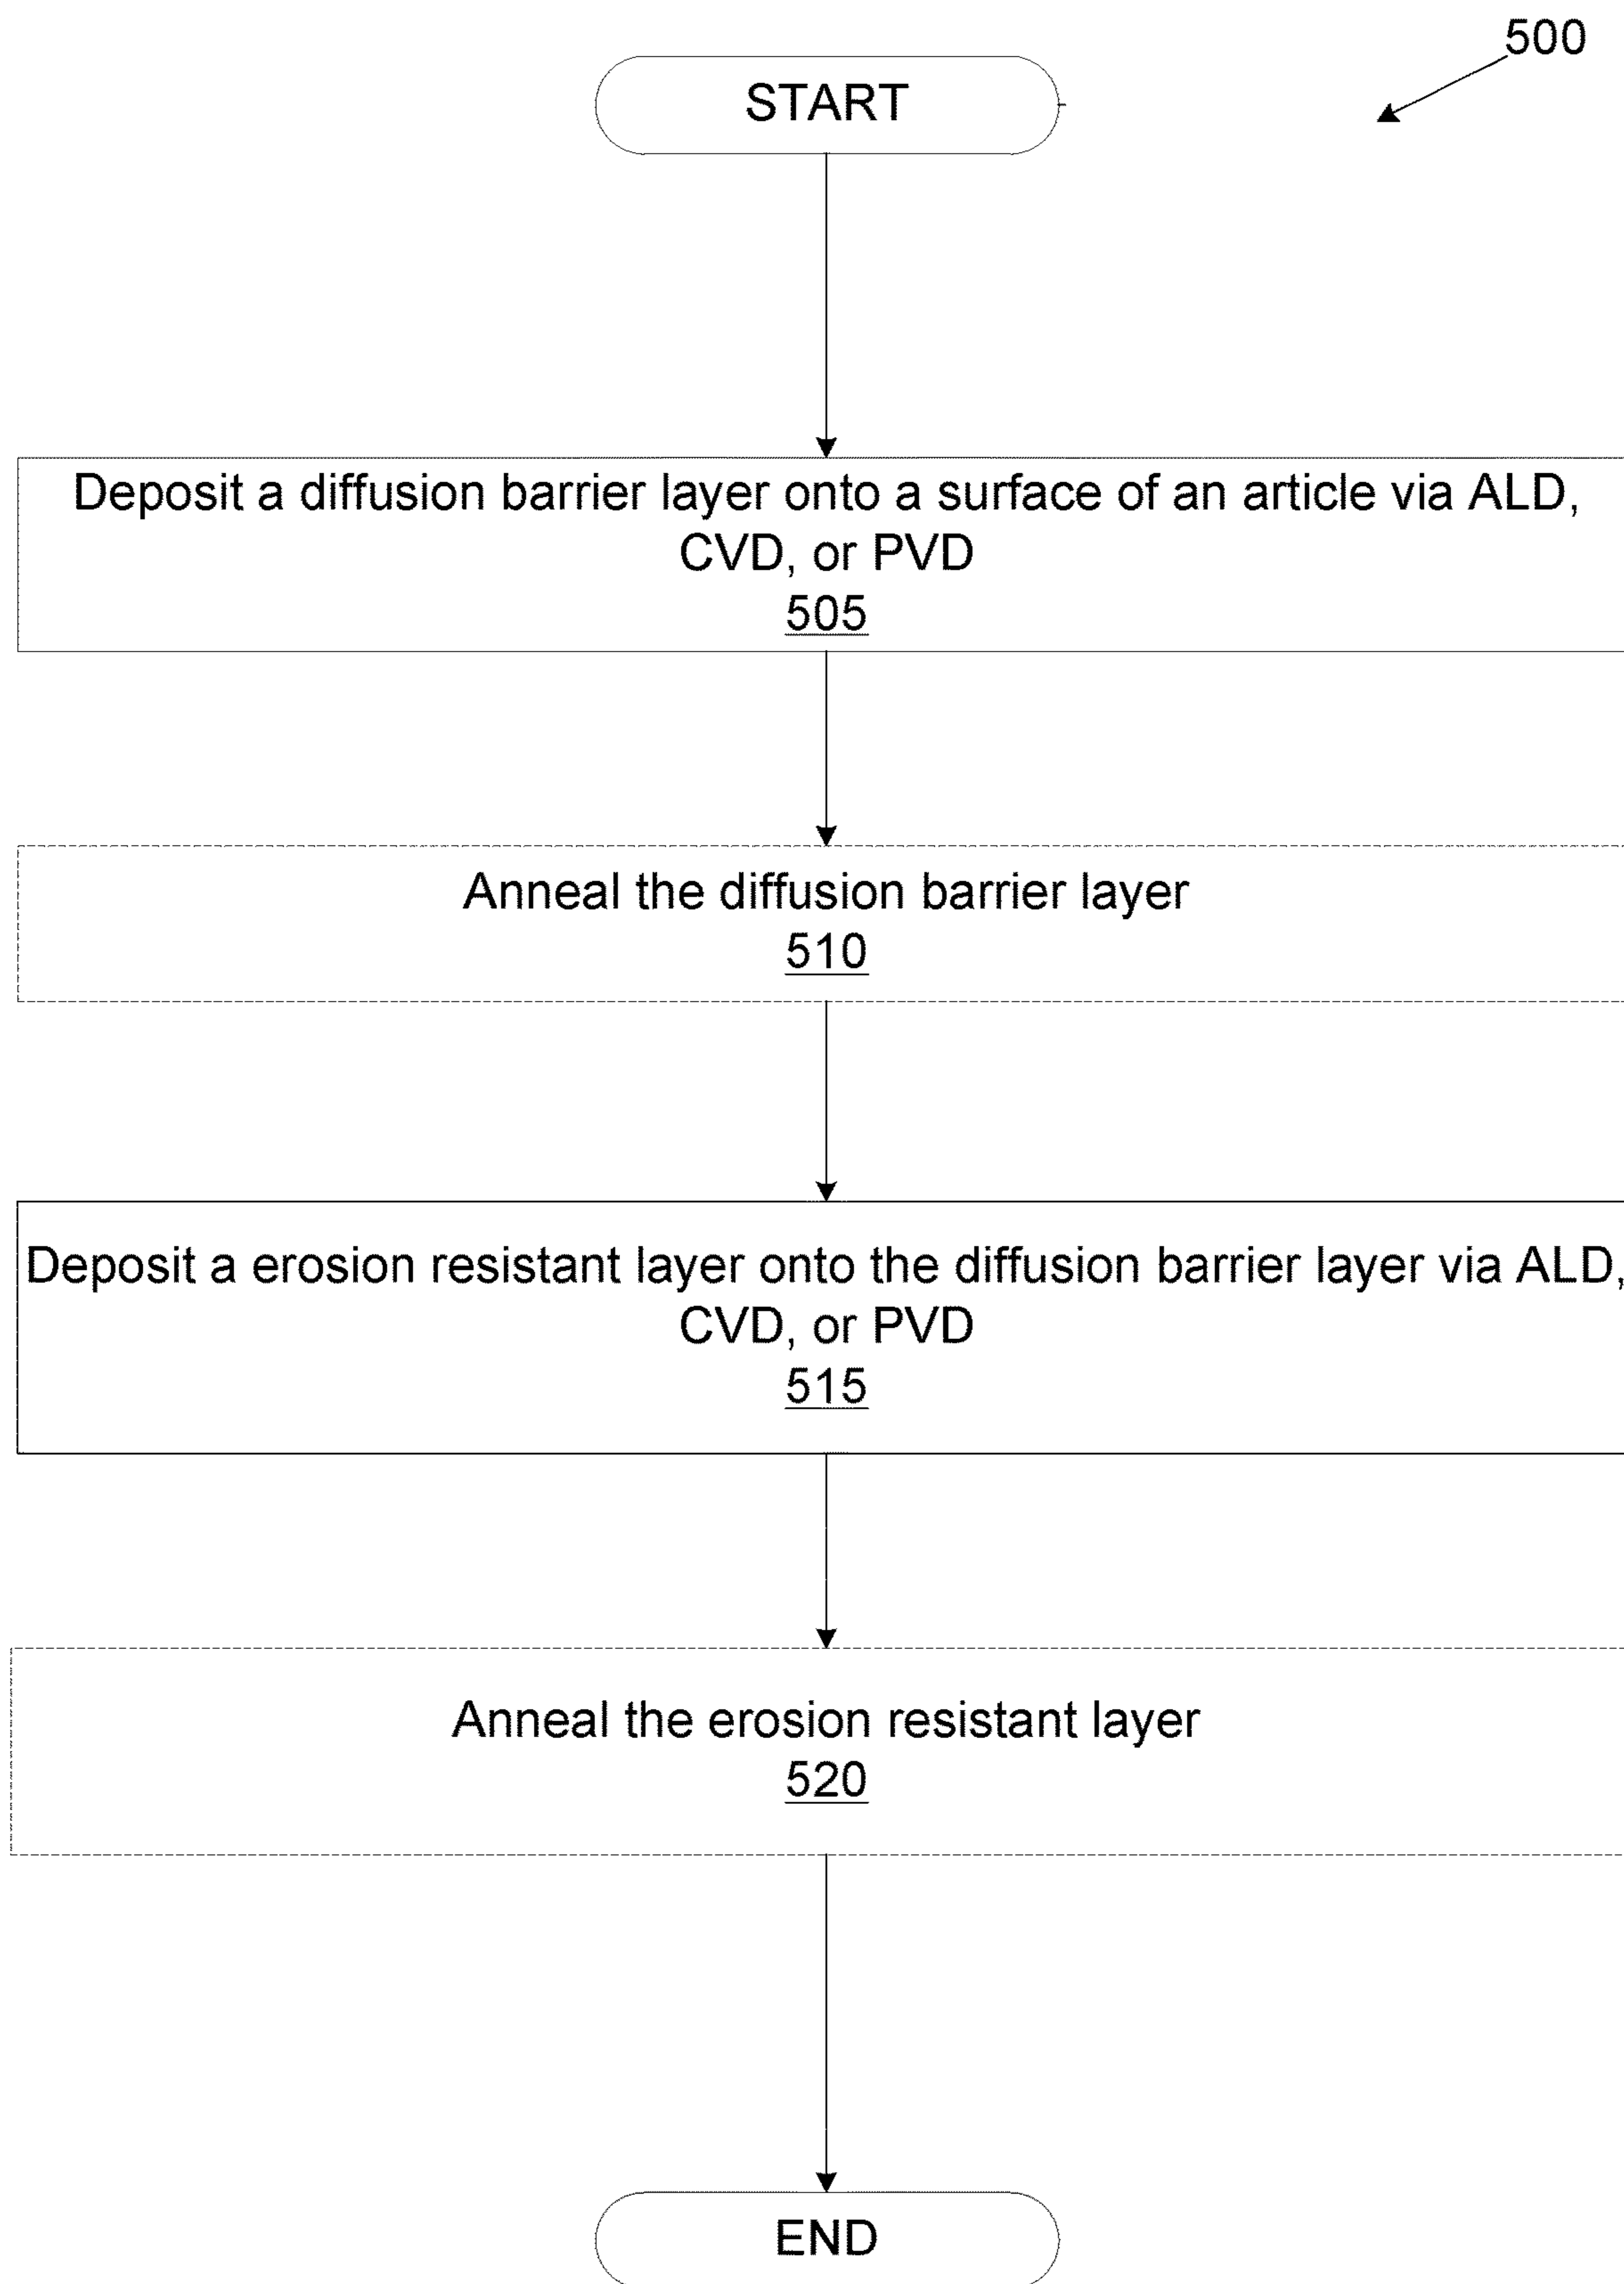 500
START
Deposit a diffusion barrier layer onto a surface of an article via ALD,
CVD, or PVD
505
Anneal the diffusion barrier layer
510
Deposit a erosion resistant layer onto the diffusion barrier layer via ALD,
CVD, or PVD
515
Anneal the erosion resistant layer
520
END